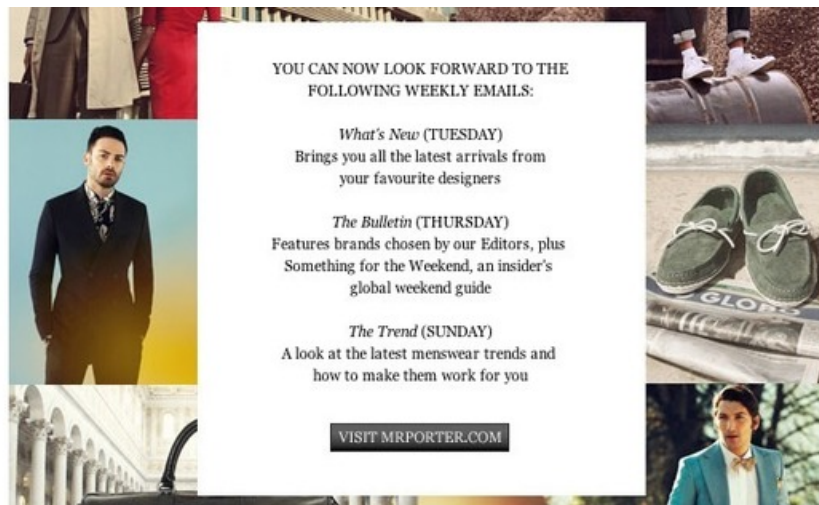 YOU CAN NOW LOOK FORWARD TO THE
FOLLOWING WEEKLY EMAILS:
What's New (TUESDAY)
Brings you all the latest arrivals from
your favourite designers
The Bulletin (THURSDAY)
Features brands chosen by our Editors, plus
Something for the Weekend, an insider's
global weekend guide
The Trend (SUNDAY)
A look at the latest menswear trends and
how to make them work for you
VISIT MRPORTER.COM
GLOBO